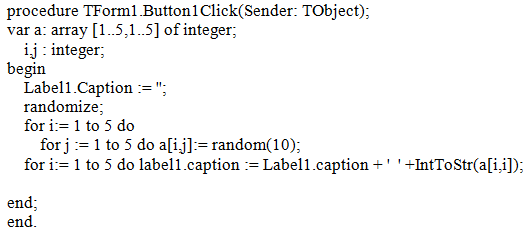 procedure TForm1.Button1Click(Sender: TObject);
var a: array [1..5,1..5] of integer;
i,j : integer;
begin
Label1.Caption := '';
randomize;
for i:= 1 to 5 do
for j := 1 to 5 do a[i,j]:= random(10);
for i:= 1 to 5 do label1.caption := Label1.caption + ' ' +IntToStr(a[i,i]);
end;
end.